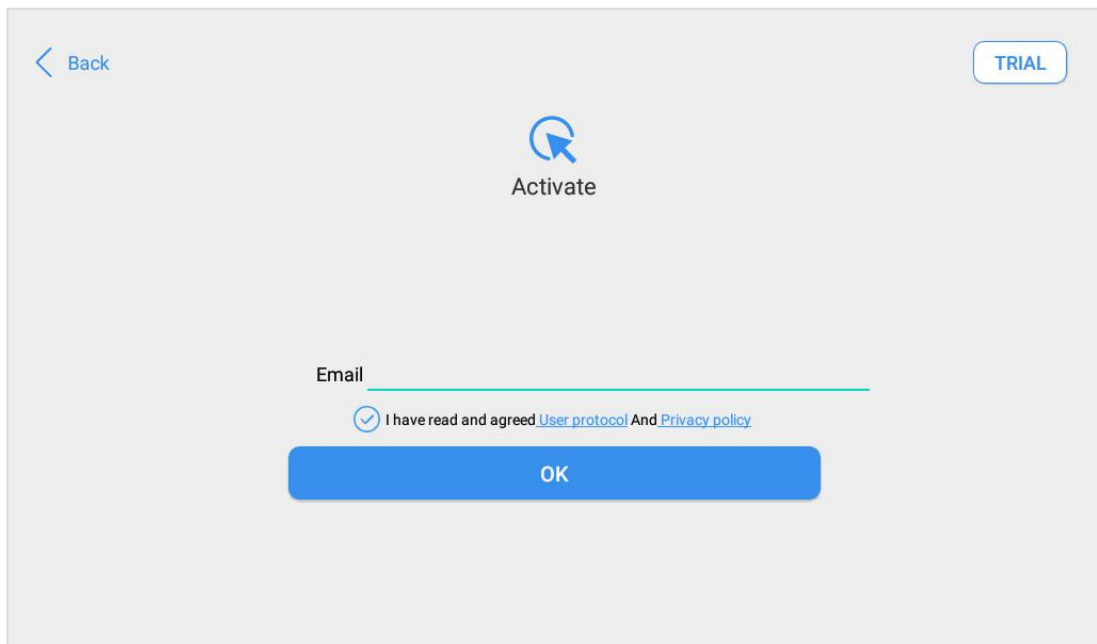 Back
TRIAL
Activate
Email
I have read and agreed User protocol And Privacy policy
OK